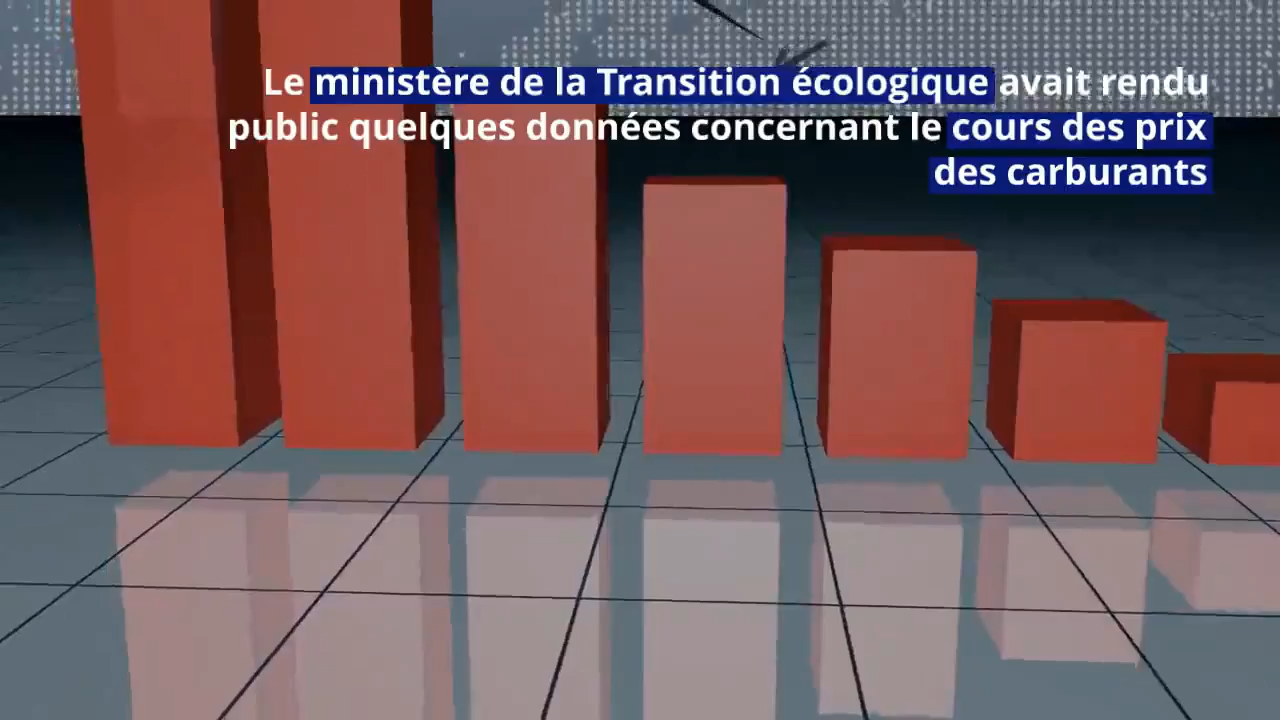 Le ministère de la Transition écologique avait rendu
public quelques données concernant le cours des prix
des carburants